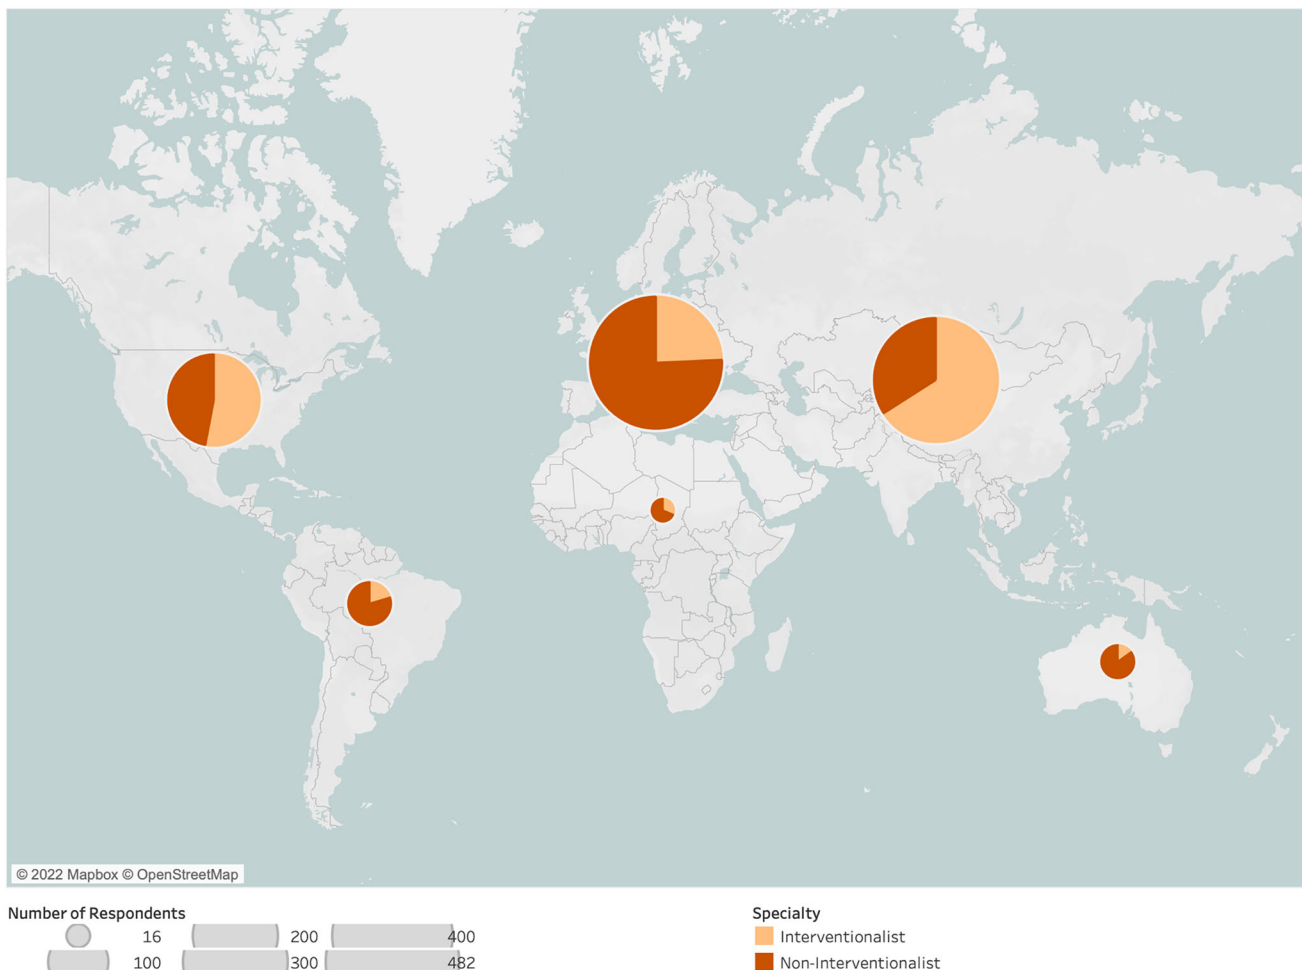 © 2022 Mapbox © OpenStreetMap
Number of Respondents
16
200
400
100
300
482
Specialty
Interventionalist
Non-Interventionalist